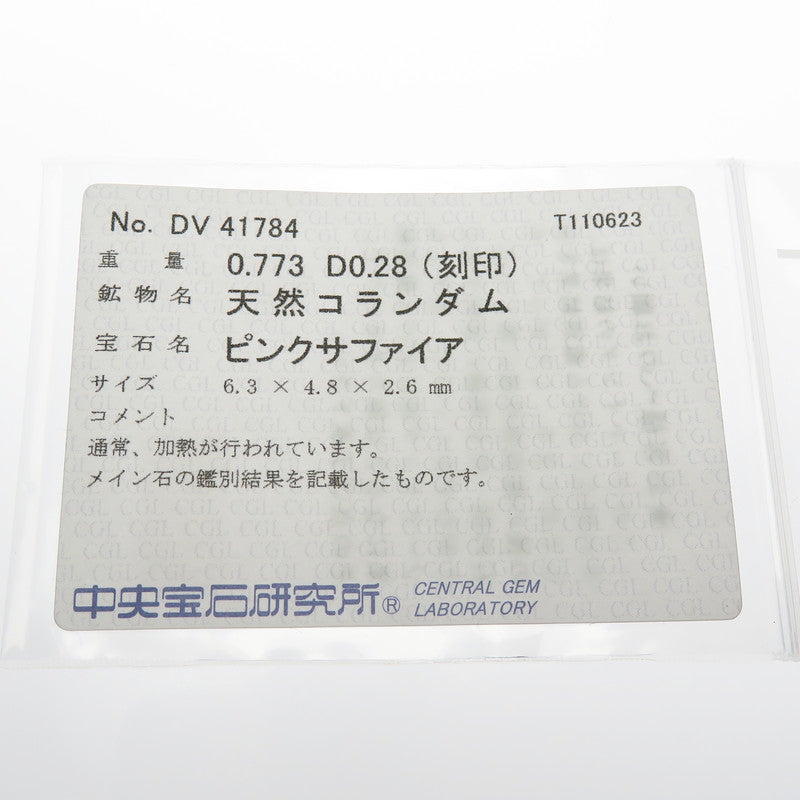 No. DV 41784 T110623
重量 0.773 D0.28（刻印）
鉱物名 天然コランダム
宝石名 ピンクサファイア
サイズ 6.3 × 4.8 × 2.6 ㎜
コメント
通常、加熱が行われています。
メイン石の鑑別結果を記載したものです。
中央宝石研究所® CENTRAL GEM
LABORATORY